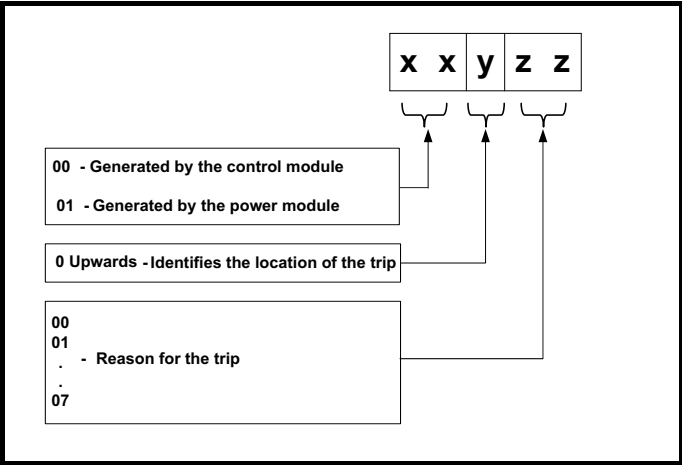 x x y z z
00 - Generated by the control module
01 - Generated by the power module
0 Upwards - Identifies the location of the trip
00
01
. - Reason for the trip
.
07